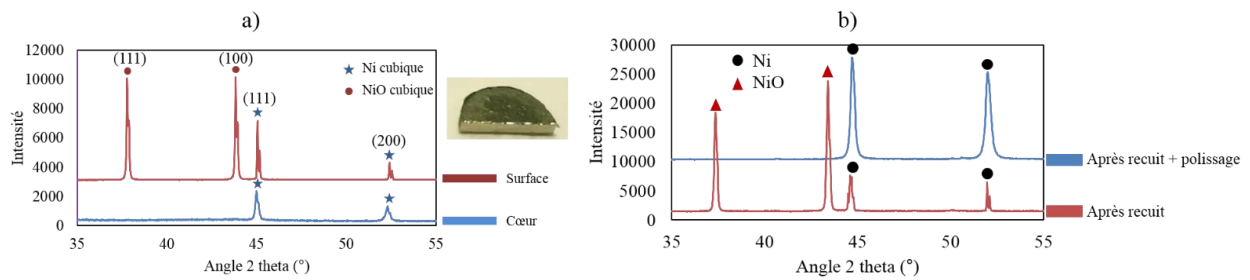 a)
12000
10000
8000
6000
4000
2000
0
Intensité
(111)
(100)
(111)
(200)
Ni cubique
NiO cubique
Surface
Cœur
35 40 45 50 55
Angle 2 theta (°)
b)
30000
25000
20000
15000
10000
5000
0
Intensité
Ni
NiO
Après recuit + polissage
Après recuit
35 40 45 50 55
Angle 2 theta (°)